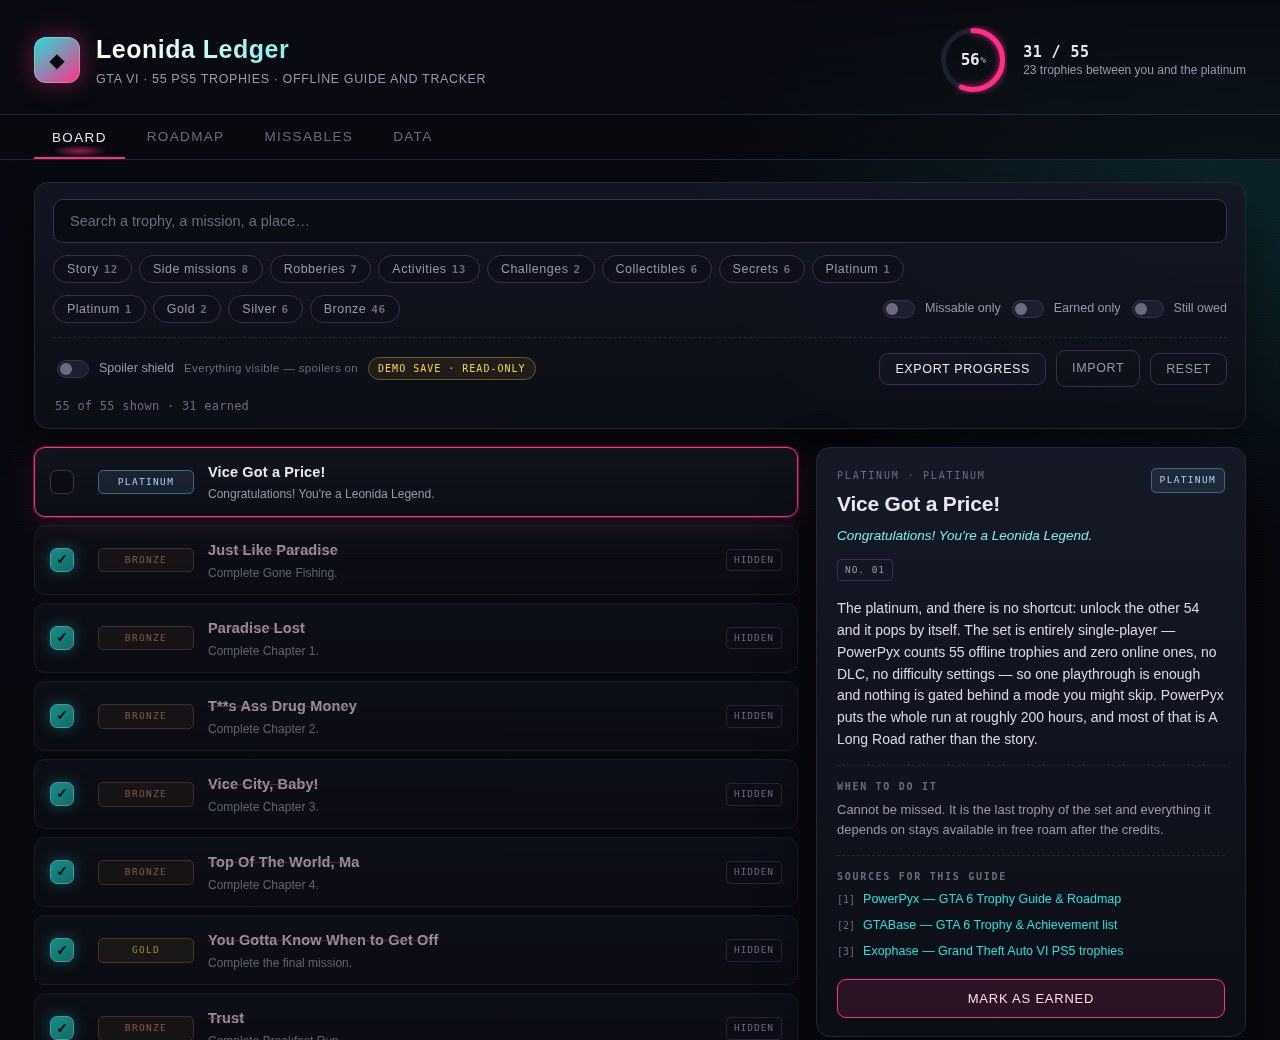 Leonida Ledger
GTA VI · 55 PS5 TROPHIES · OFFLINE GUIDE AND TRACKER
56%
31 / 55
23 trophies between you and the platinum
BOARD ROADMAP MISSABLES DATA
Search a trophy, a mission, a place…
Story 12 Side missions 8 Robberies 7 Activities 13 Challenges 2 Collectibles 6 Secrets 6 Platinum 1
Platinum 1 Gold 2 Silver 6 Bronze 46 Missable only Earned only Still owed
Spoiler shield Everything visible — spoilers on DEMO SAVE · READ-ONLY EXPORT PROGRESS IMPORT RESET
55 of 55 shown · 31 earned
PLATINUM
Vice Got a Price!
Congratulations! You're a Leonida Legend.
BRONZE
Just Like Paradise
Complete Gone Fishing.
HIDDEN
BRONZE
Paradise Lost
Complete Chapter 1.
HIDDEN
BRONZE
T**s Ass Drug Money
Complete Chapter 2.
HIDDEN
BRONZE
Vice City, Baby!
Complete Chapter 3.
HIDDEN
BRONZE
Top Of The World, Ma
Complete Chapter 4.
HIDDEN
GOLD
You Gotta Know When to Get Off
Complete the final mission.
HIDDEN
BRONZE
Trust
Complete Breakfast Run.
HIDDEN
PLATINUM · PLATINUM
PLATINUM
Vice Got a Price!
Congratulations! You're a Leonida Legend.
NO. 01
The platinum, and there is no shortcut: unlock the other 54
and it pops by itself. The set is entirely single-player —
PowerPyx counts 55 offline trophies and zero online ones, no
DLC, no difficulty settings — so one playthrough is enough
and nothing is gated behind a mode you might skip. PowerPyx
puts the whole run at roughly 200 hours, and most of that is A
Long Road rather than the story.
WHEN TO DO IT
Cannot be missed. It is the last trophy of the set and everything it
depends on stays available in free roam after the credits.
SOURCES FOR THIS GUIDE
[1] PowerPyx — GTA 6 Trophy Guide & Roadmap
[2] GTABase — GTA 6 Trophy & Achievement list
[3] Exophase — Grand Theft Auto VI PS5 trophies
MARK AS EARNED